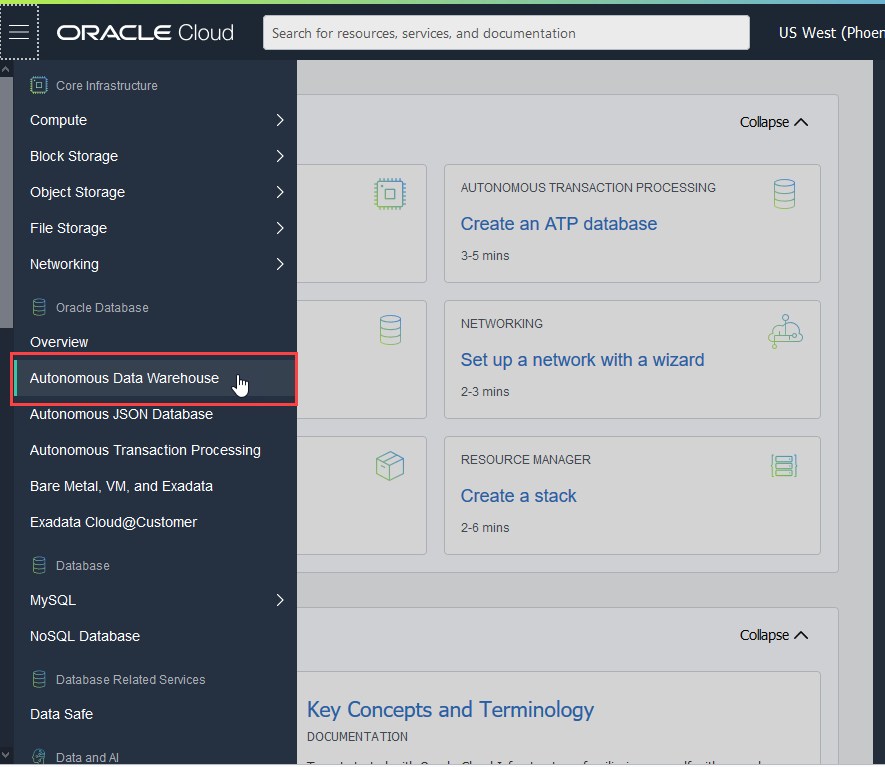 ORACLE Cloud
Search for resources, services, and documentation
US West (Phoen
Core Infrastructure
Compute
Block Storage
Object Storage
File Storage
Networking
Oracle Database
Overview
Autonomous Data Warehouse
Autonomous JSON Database
Autonomous Transaction Processing
Bare Metal, VM, and Exadata
Exadata Cloud@Customer
Database
MySQL
NoSQL Database
Database Related Services
Data Safe
Data and AI
Collapse
AUTONOMOUS TRANSACTION PROCESSING
Create an ATP database
3-5 mins
NETWORKING
Set up a network with a wizard
2-3 mins
RESOURCE MANAGER
Create a stack
2-6 mins
Collapse
Key Concepts and Terminology
DOCUMENTATION